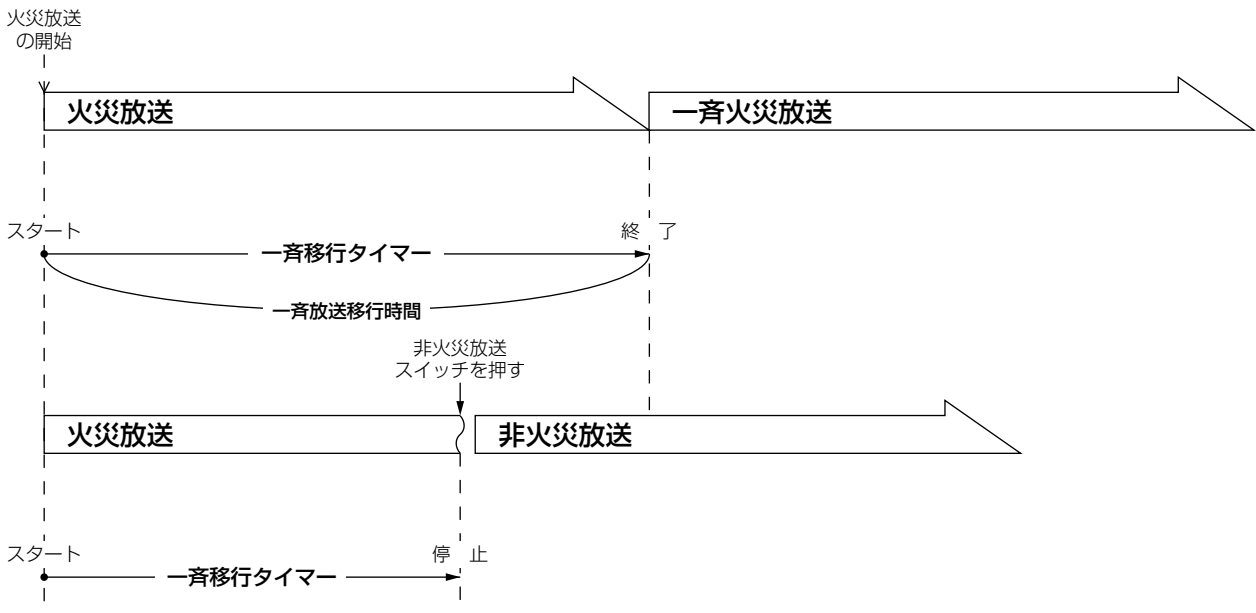 火災放送
の開始
火災放送
一斉火災放送
スタート
終 了
一斉移行タイマー
一斉放送移行時間
非火災放送
スイッチを押す
火災放送
非火災放送
スタート
停 止
一斉移行タイマー